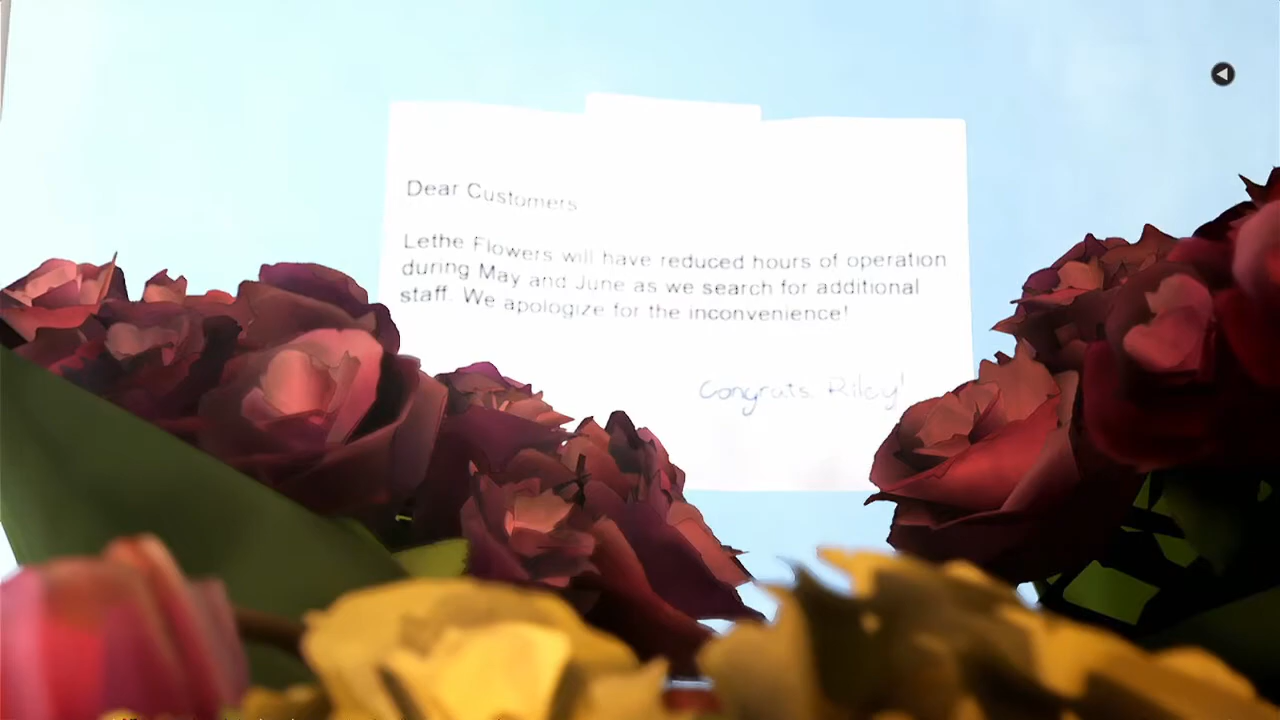 Dear Customers
Lethe Flowers will have reduced hours of operation
during May and June as we search for additional
staff. We apologize for the inconvenience!
Congrats Riley!